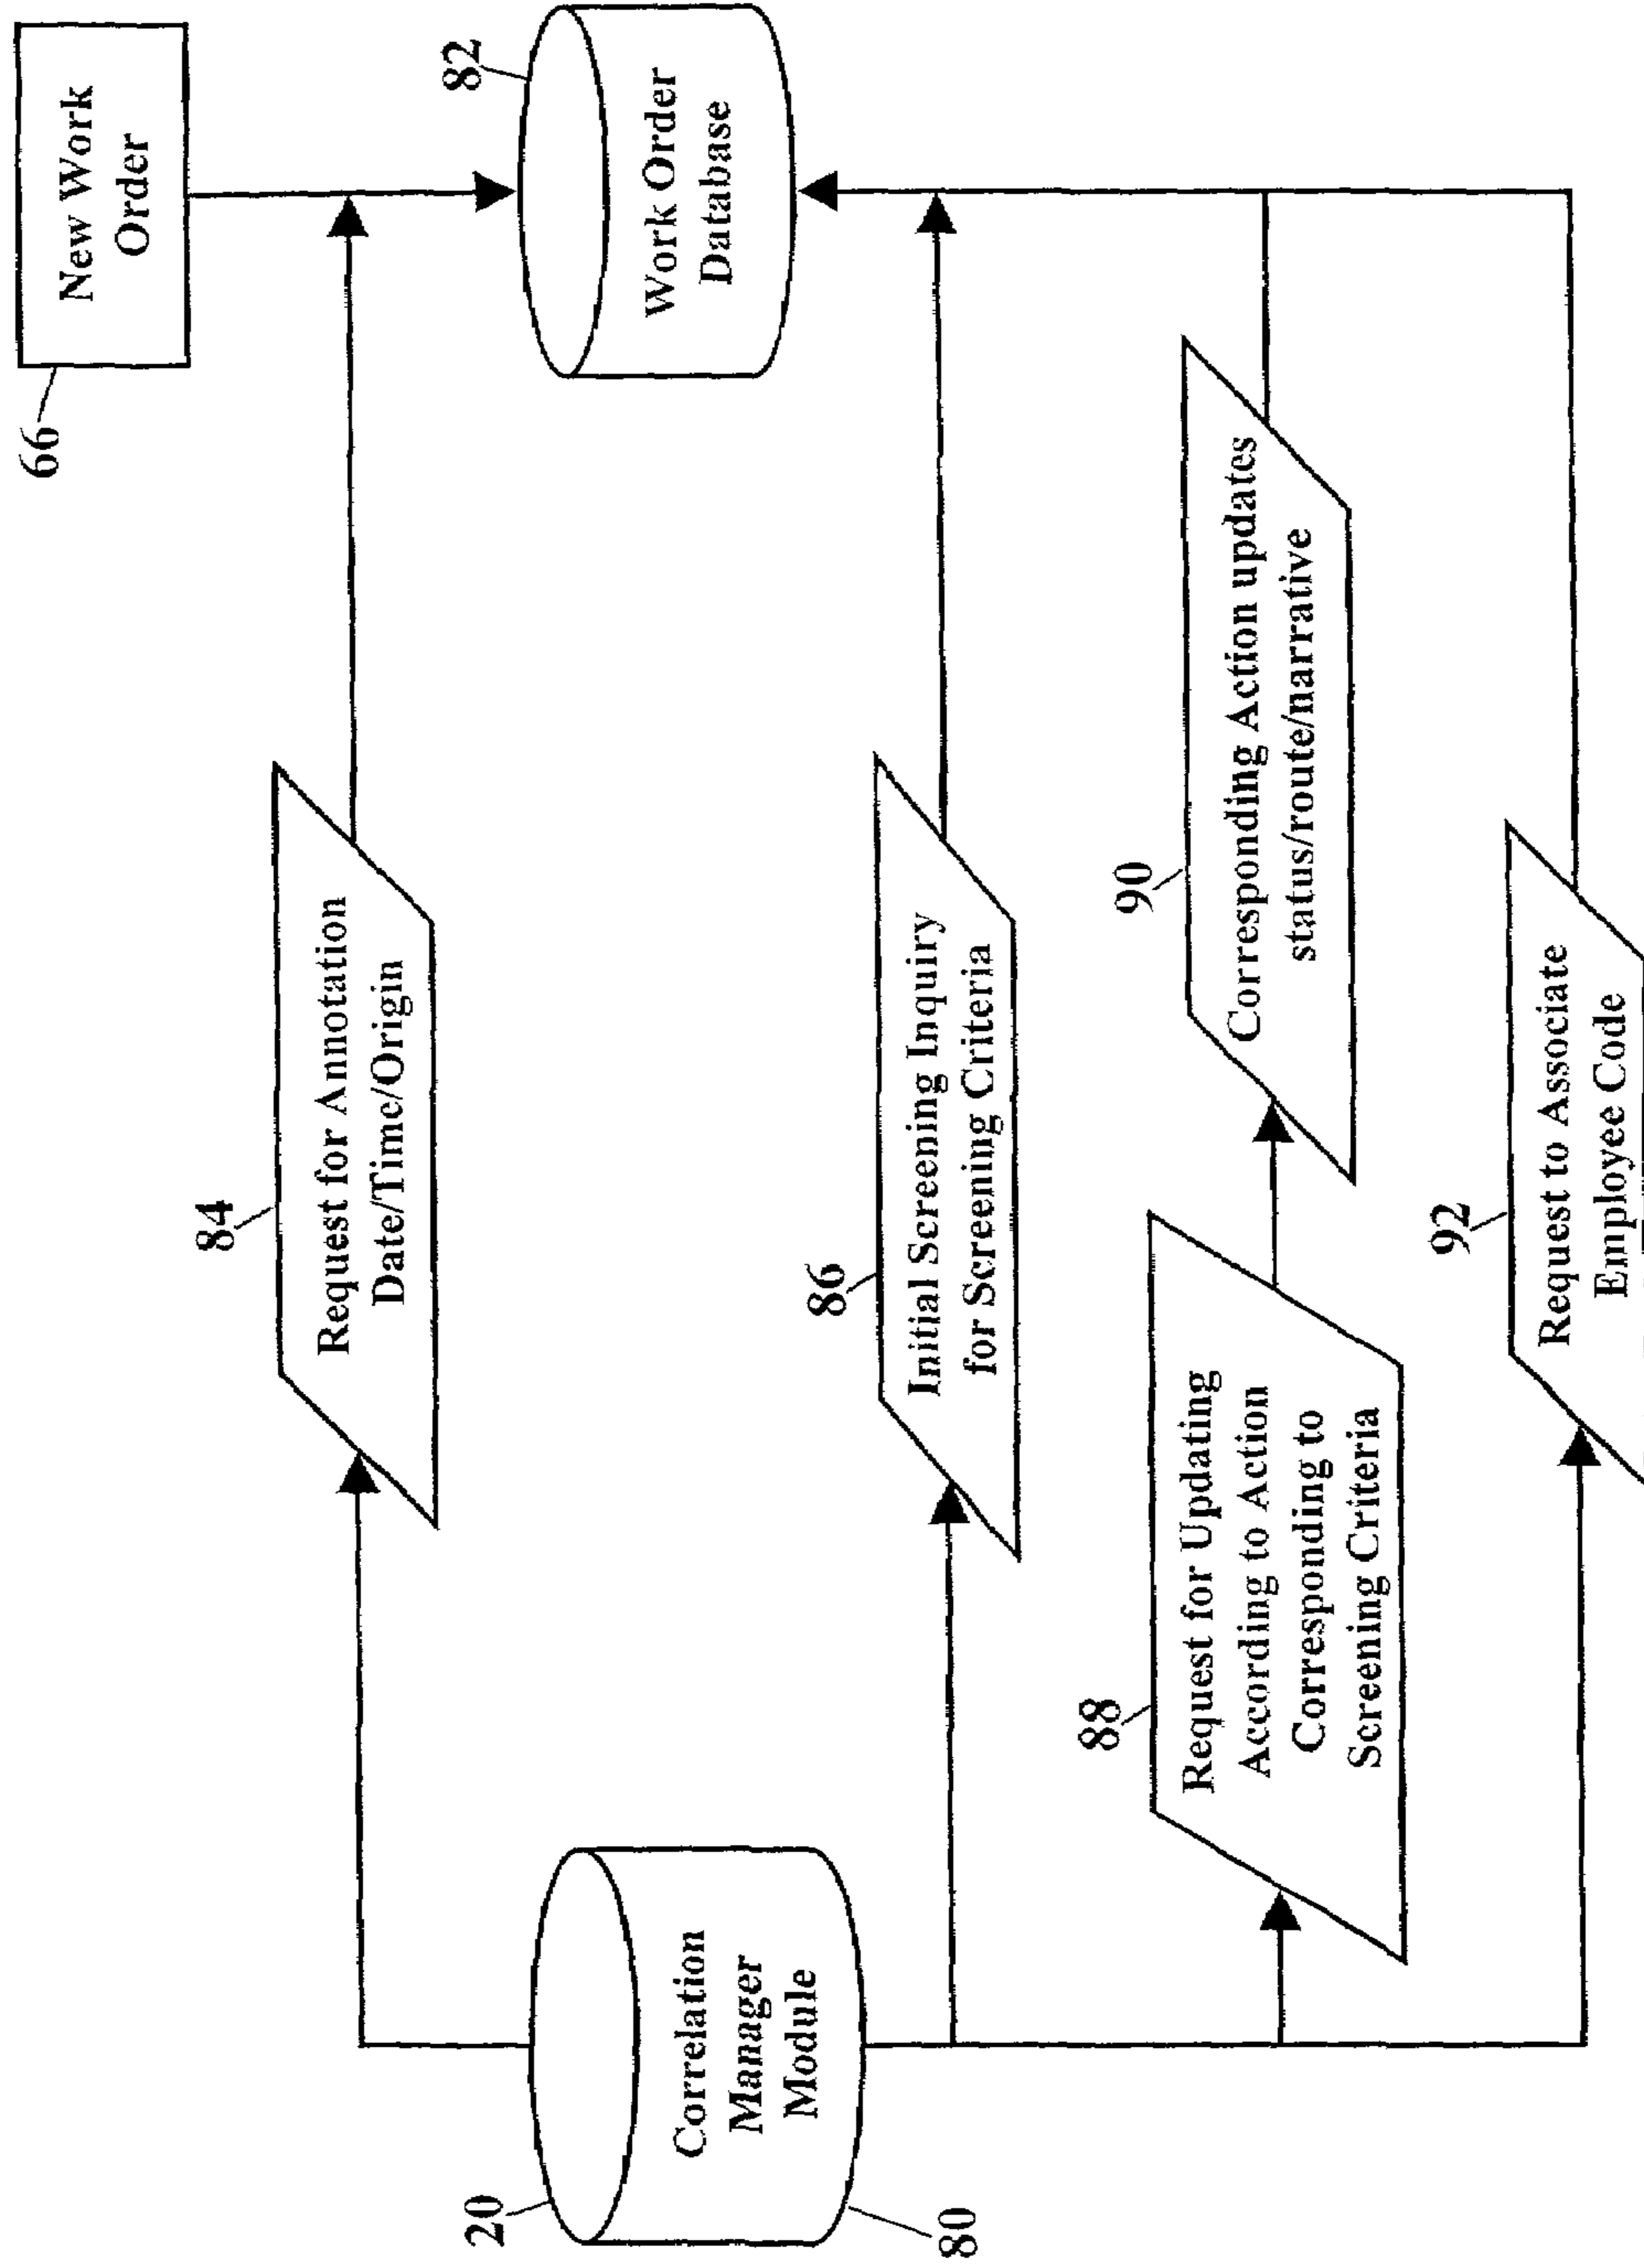 66
New Work
Order
84
Request for Annotation
Date/Time/Origin
82
Work Order
Database
20
Correlation
Manager
Module
80
86
Initial Screening Inquiry
for Screening Criteria
88
Request for Updating
According to Action
Corresponding to
Screening Criteria
90
Corresponding Action updates
status/route/narrative
92
Request to Associate
Employee Code